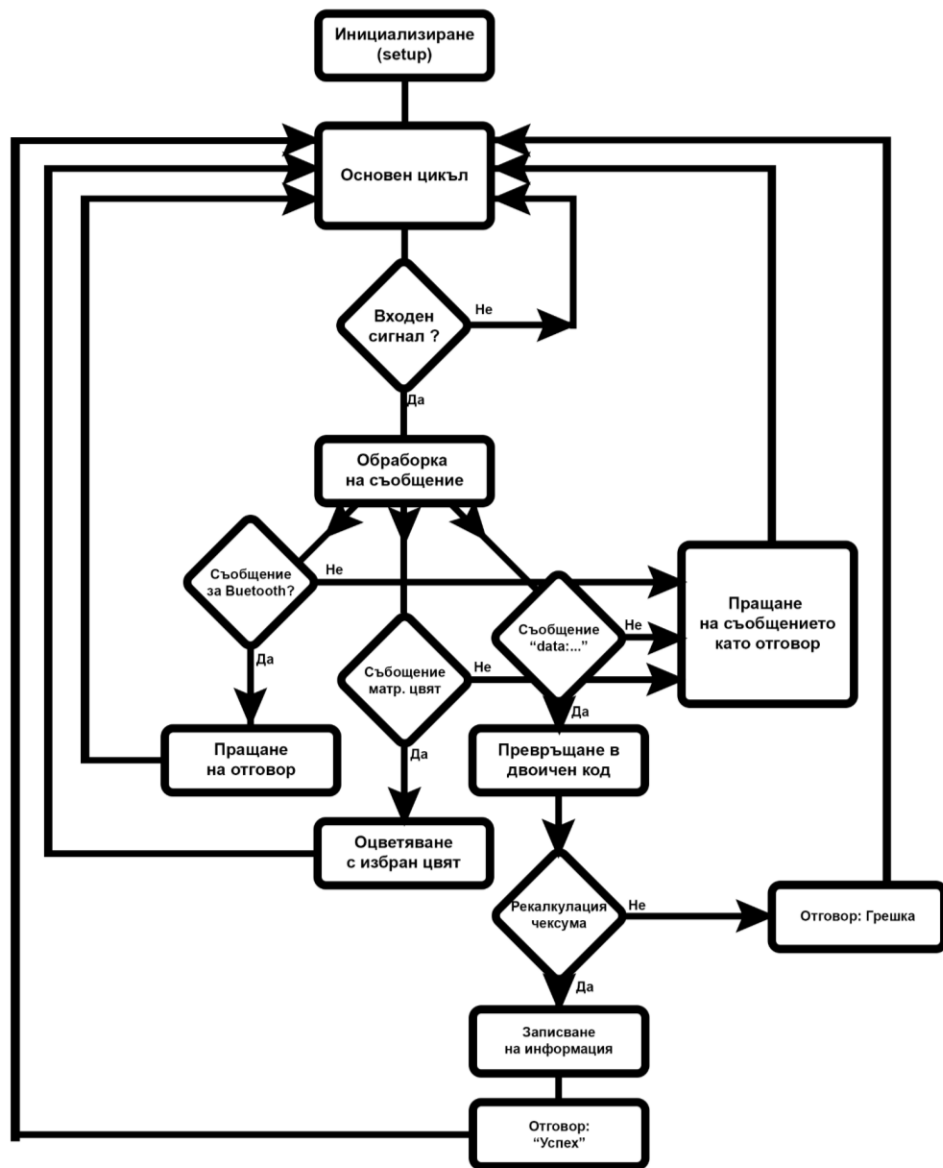 Инициализиране
(setup)
Основен цикъл
Входен
сигнал ?
Не
Да
Обраборка
на съобщение
Съобщение
за Buetooth?
Не
Да
Съобщение
“data:...”
Не
Да
Пращане
на съобщението
като отговор
Събощение
матр. цвят
Не
Да
Пращане
на отговор
Превръщане в
двоичен код
Оцветяване
с избран цвят
Рекалкулация
чексума
Не
Да
Отговор: Грешка
Записване
на информация
Отговор:
“Успех”